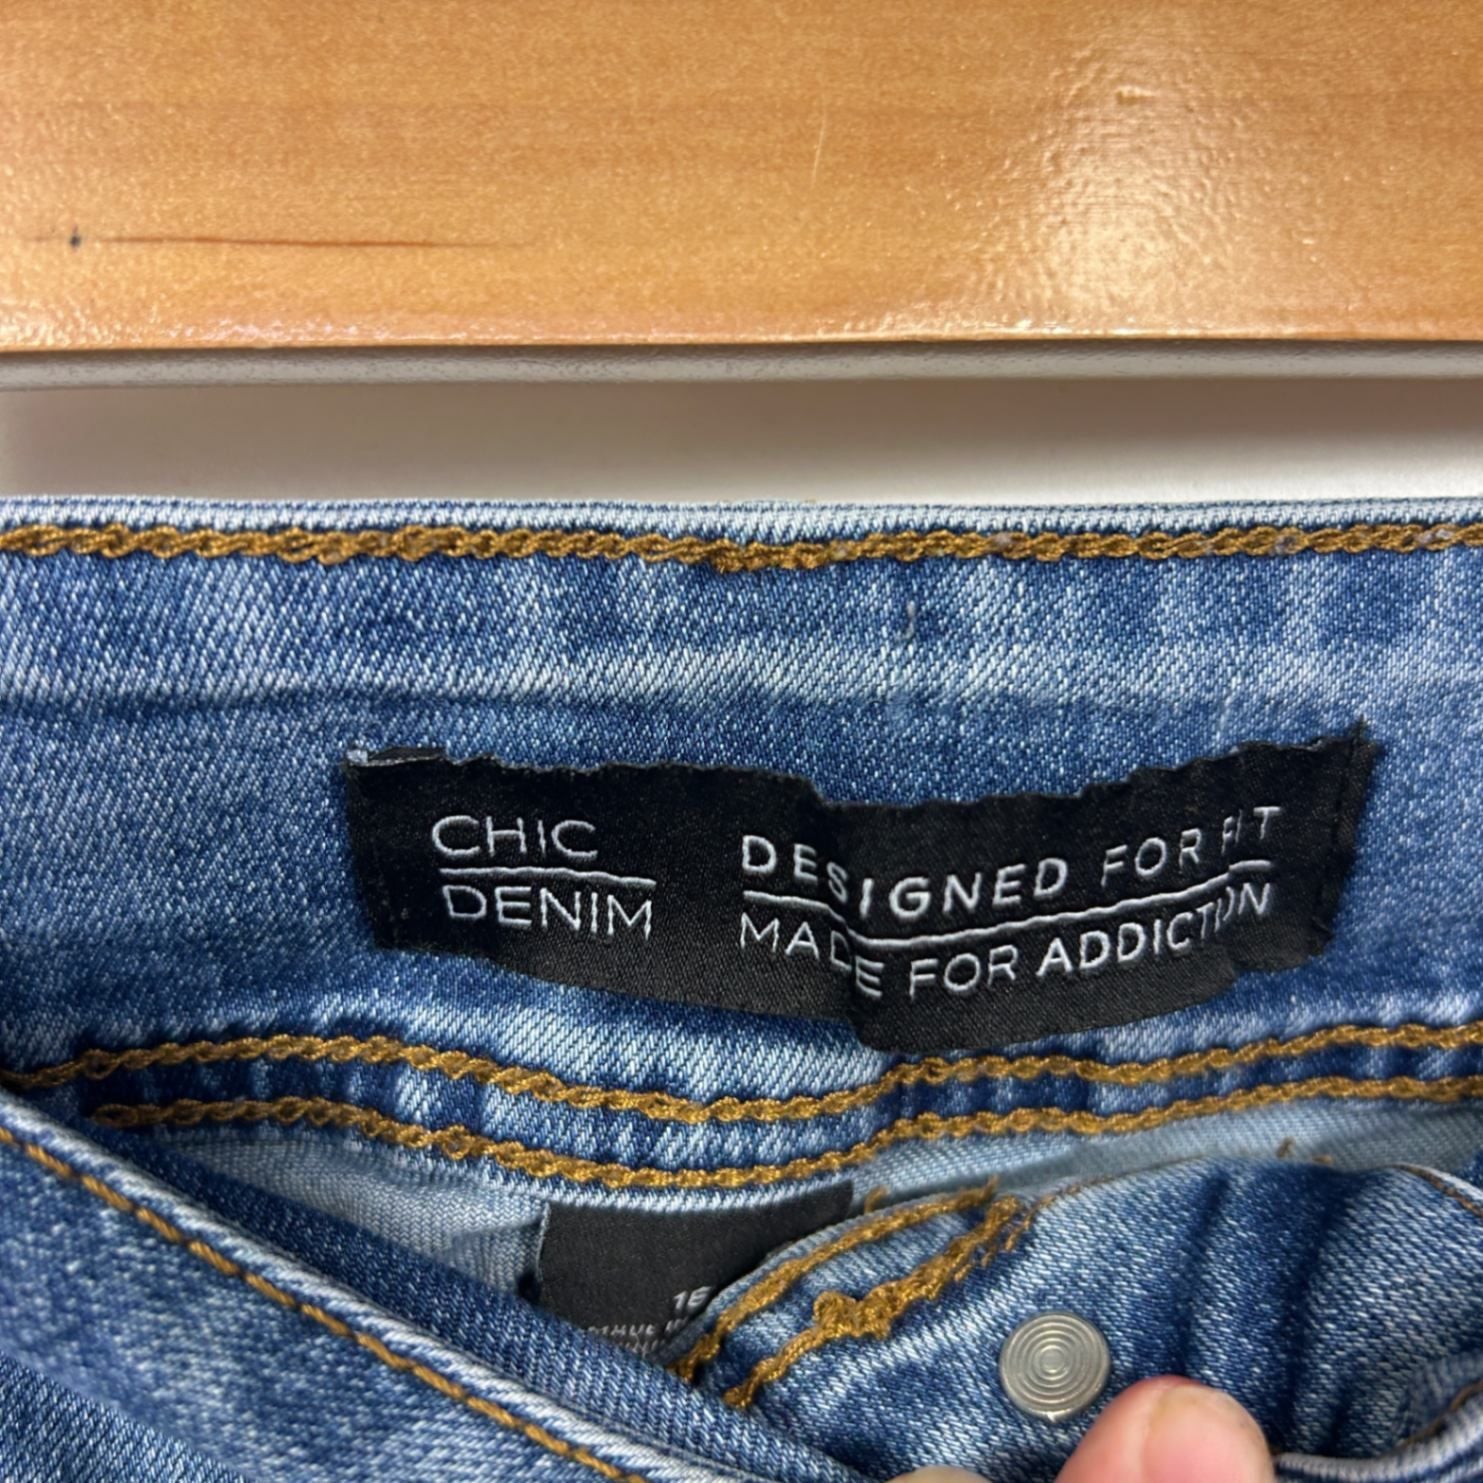 CHIC
DENIM
DESIGNED FOR FIT
MADE FOR ADDICTION